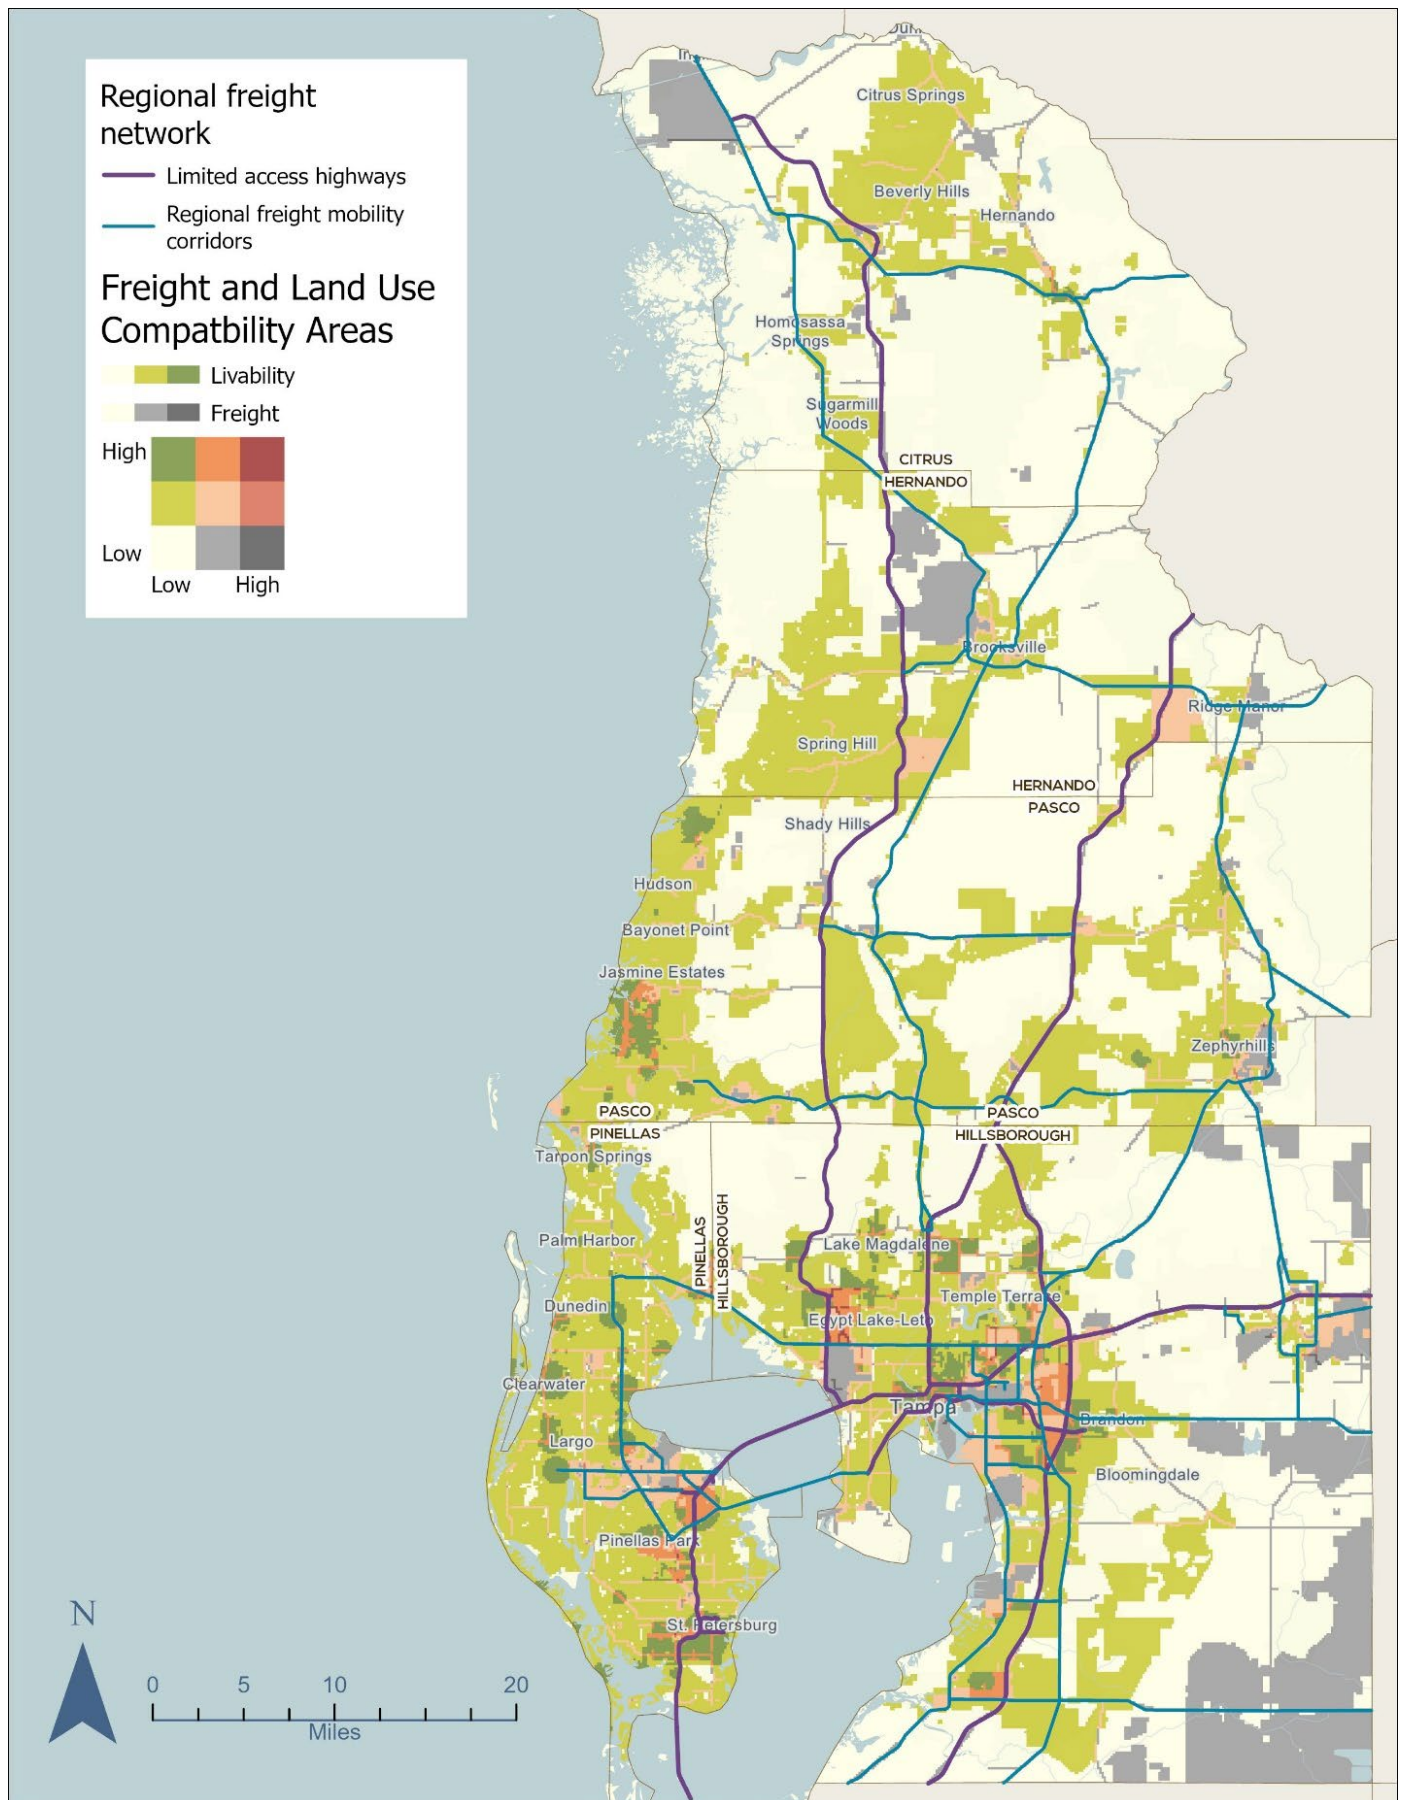 Regional freight
network
Limited access highways
Regional freight mobility
corridors
Freight and Land Use
Compatbility Areas
Livability
Freight
High
Low
Low High
Citrus Springs
Beverly Hills
Hernando
Homosassa
Springs
Sugarmill
Woods
CITRUS
HERNANDO
Brooksville
Ridge Manor
Spring Hill
HERNANDO
PASCO
Shady Hills
Hudson
Bayonet Point
Jasmine Estates
Zephyrhills
PASCO
PINELLAS
PASCO
HILLSBOROUGH
Tarpon Springs
PINELLAS
HILLSBOROUGH
Palm Harbor
Lake Magdalene
Dunedin
Temple Terrace
Egypt Lake-Leto
Clearwater
Tampa
Brandon
Largo
Bloomingdale
Pinellas Park
St. Petersburg
N
0 5 10 20
Miles